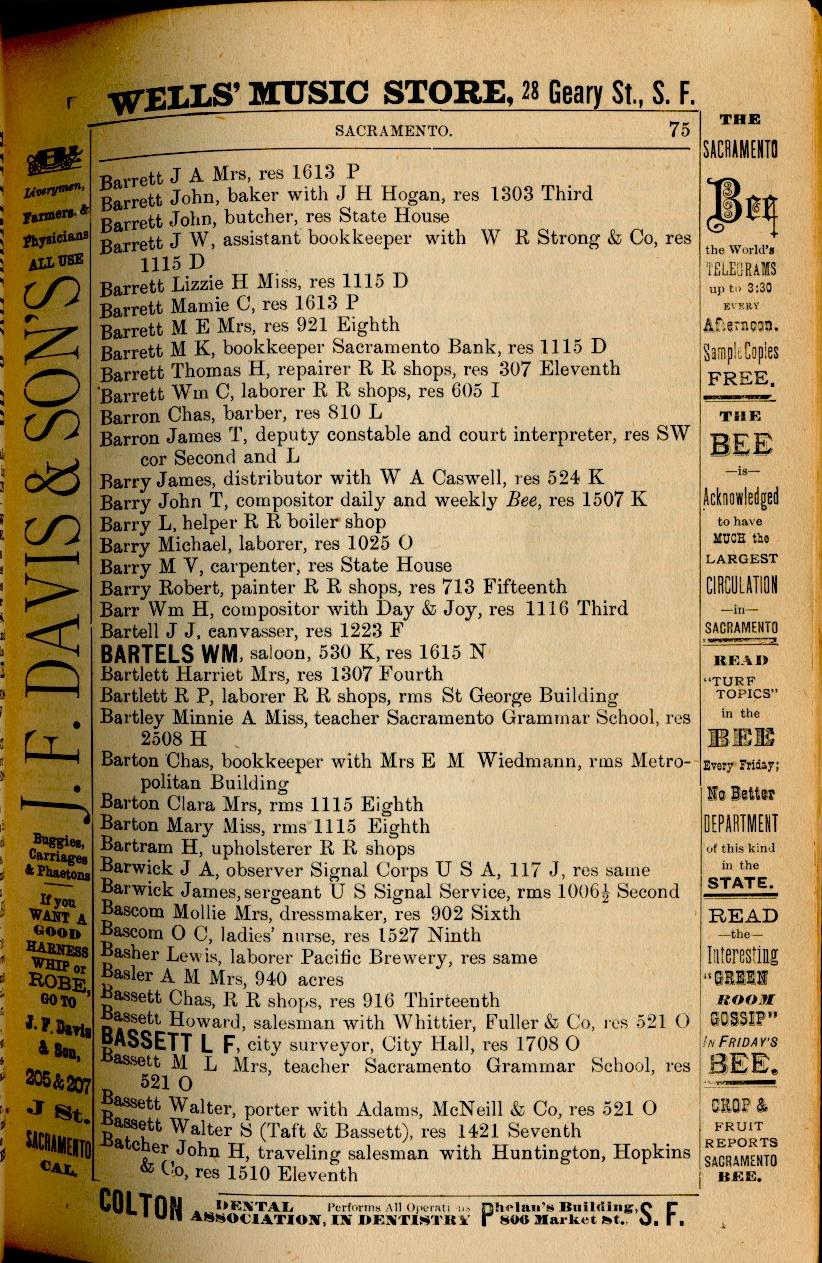 WELLS' MUSIC STORE, 28 Geary St., S. F.
SACRAMENTO. 75
Barrett J A Mrs, res 1613 P
Barrett John, baker with J H Hogan, res 1303 Third
Barrett John, butcher, res State House
Barrett J W, assistant bookkeeper with W R Strong & Co, res
1115 D
Barrett Lizzie H Miss, res 1115 D
Barrett Mamie C, res 1613 P
Barrett M E Mrs, res 921 Eighth
Barrett M K, bookkeeper Sacramento Bank, res 1115 D
Barrett Thomas H, repairer R R shops, res 307 Eleventh
Barrett Wm C, laborer R R shops, res 605 I
Barron Chas, barber, res 810 L
Barron James T, deputy constable and court interpreter, res SW
cor Second and L
Barry James, distributor with W A Caswell, res 524 K
Barry John T, compositor daily and weekly Bee, res 1507 K
Barry L, helper R R boiler shop
Barry Michael, laborer, res 1025 O
Barry M V, carpenter, res State House
Barry Robert, painter R R shops, res 713 Fifteenth
Barr Wm H, compositor with Day & Joy, res 1116 Third
Bartell J J, canvasser, res 1223 F
BARTELS WM, saloon, 530 K, res 1615 N
Bartlett Harriet Mrs, res 1307 Fourth
Bartlett R P, laborer R R shops, rms St George Building
Bartley Minnie A Miss, teacher Sacramento Grammar School, res
2508 H
Barton Chas, bookkeeper with Mrs E M Wiedmann, rms Metro-
politan Building
Barton Clara Mrs, rms 1115 Eighth
Barton Mary Miss, rms 1115 Eighth
Bartram H, upholsterer R R shops
Barwick J A, observer Signal Corps U S A, 117 J, res same
Barwick James, sergeant U S Signal Service, rms 1006½ Second
Bascom Mollie Mrs, dressmaker, res 902 Sixth
Bascom O C, ladies' nurse, res 1527 Ninth
Basher Lewis, laborer Pacific Brewery, res same
Basler A M Mrs, 940 acres
Bassett Chas, R R shops, res 916 Thirteenth
Bassett Howard, salesman with Whittier, Fuller & Co, res 521 O
BASSETT L F, city surveyor, City Hall, res 1708 O
Bassett M L Mrs, teacher Sacramento Grammar School, res
521 O
Bassett Walter, porter with Adams, McNeill & Co, res 521 O
Bassett Walter S (Taft & Bassett), res 1421 Seventh
Batcher John H, traveling salesman with Huntington, Hopkins
& Co, res 1510 Eleventh
Liverymen,
Farmers, &
Physicians
ALL USE
J. F. DAVIS & SON'S
Buggies,
Carriages
& Phaetons
If you
WANT A
GOOD
HARNESS
WHIP or
ROBE,
GO TO
J. F. Davis
& Son,
205 & 207
J St.
SACRAMENTO
CAL.
THE
SACRAMENTO
Bee
the World's
TELEGRAMS
up to 3:30
EVERY
Afternoon.
Sample Copies
FREE.
THE
BEE
—is—
Acknowledged
to have
MUCH the
LARGEST
CIRCULATION
—in—
SACRAMENTO
READ
"TURF
TOPICS"
in the
BEE
Every Friday;
No Better
DEPARTMENT
of this kind
in the
STATE.
READ
—the—
Interesting
"GREEN
ROOM
GOSSIP"
IN FRIDAY'S
BEE.
CROP &
FRUIT
REPORTS
SACRAMENTO
BEE.
COLTON DENTAL ASSOCIATION,
Performs All Operations IN DENTISTRY
Phelan's Building, 806 Market St., S. F.